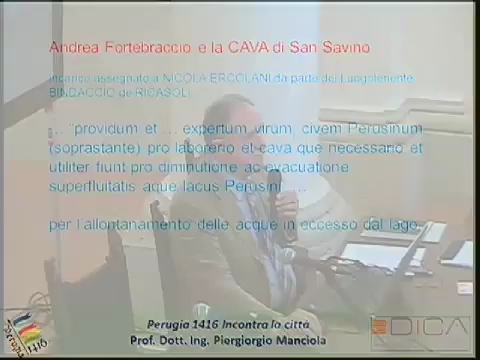 Andrea Fortebraccio e la CAVA di San Savino
incarico assegnato a NICOLA ERCOLANI da parte del Luogotenente
BINDACCIO de RICASOLI
... "providum et ... expertum virum, civem Perusinum
(soprastante) pro laborerio et cava que necessario et
utiliter fiunt pro diminutione ac evacuatione
superfluitatis aque lacus Perusini ....
per l'allontanamento delle acque in eccesso dal lago
Perugia 1416 Incontra la città
Prof. Dott. Ing. Piergiorgio Manciola
Perugia 1416
EDICA